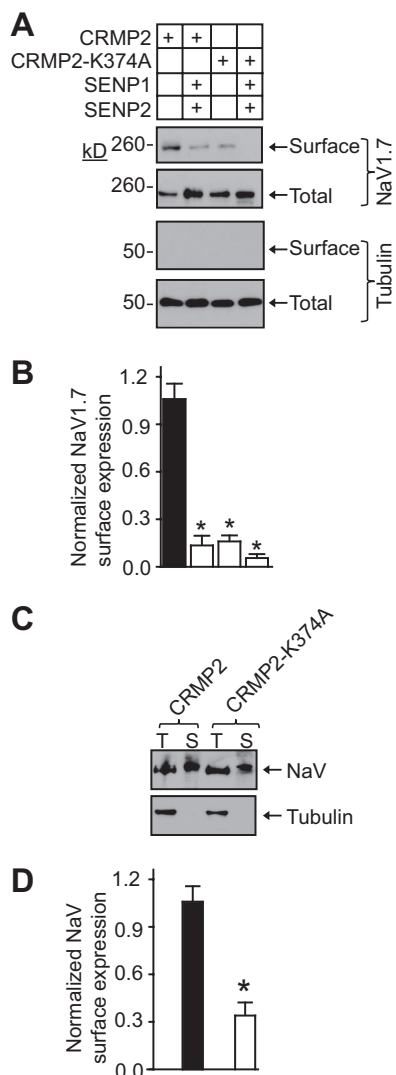 A
CRMP2 + +
CRMP2-K374A + +
SENP1 + +
SENP2 + +
kD 260- ←Surface
260- ←Total
NaV1.7
50- ←Surface
50- ←Total
Tubulin
B
Normalized NaV1.7
surface expression
1.2
0.9
0.6
0.3
0.0
* * *
C
CRMP2 CRMP2-K374A
T S T S
← NaV
← Tubulin
D
Normalized NaV
surface expression
1.2
0.9
0.6
0.3
0.0
*